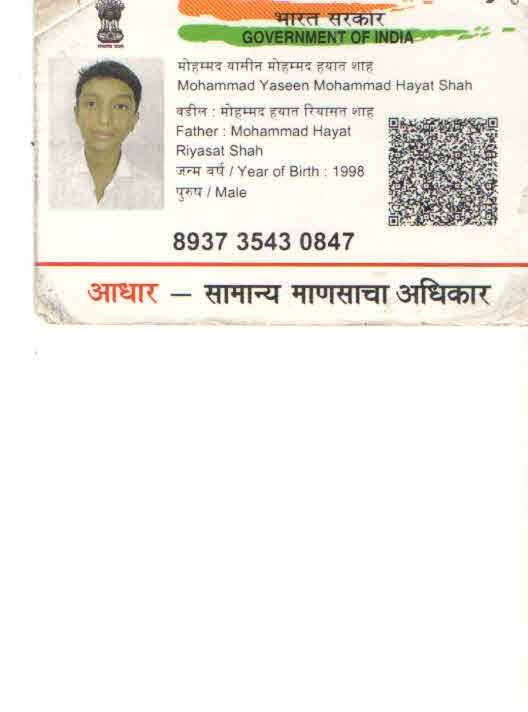 भारत सरकार
GOVERNMENT OF INDIA
मोहम्मद यामीन मोहम्मद हयात शाह
Mohammad Yaseen Mohammad Hayat Shah
वडील : मोहम्मद हयात रियासत शाह
Father : Mohammad Hayat
Riyasat Shah
जन्म वर्ष / Year of Birth : 1998
पुरुष / Male
8937 3543 0847
आधार — सामान्य माणसाचा अधिकार